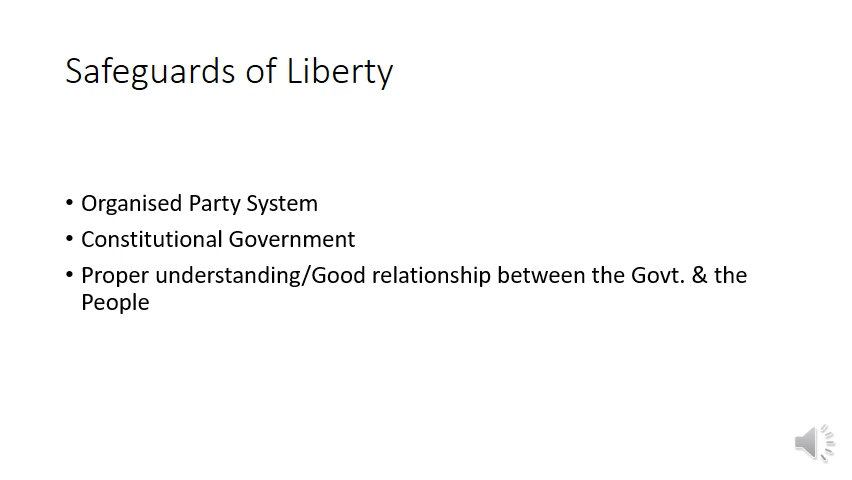 Safeguards of Liberty
• Organised Party System
• Constitutional Government
• Proper understanding/Good relationship between the Govt. & the
People